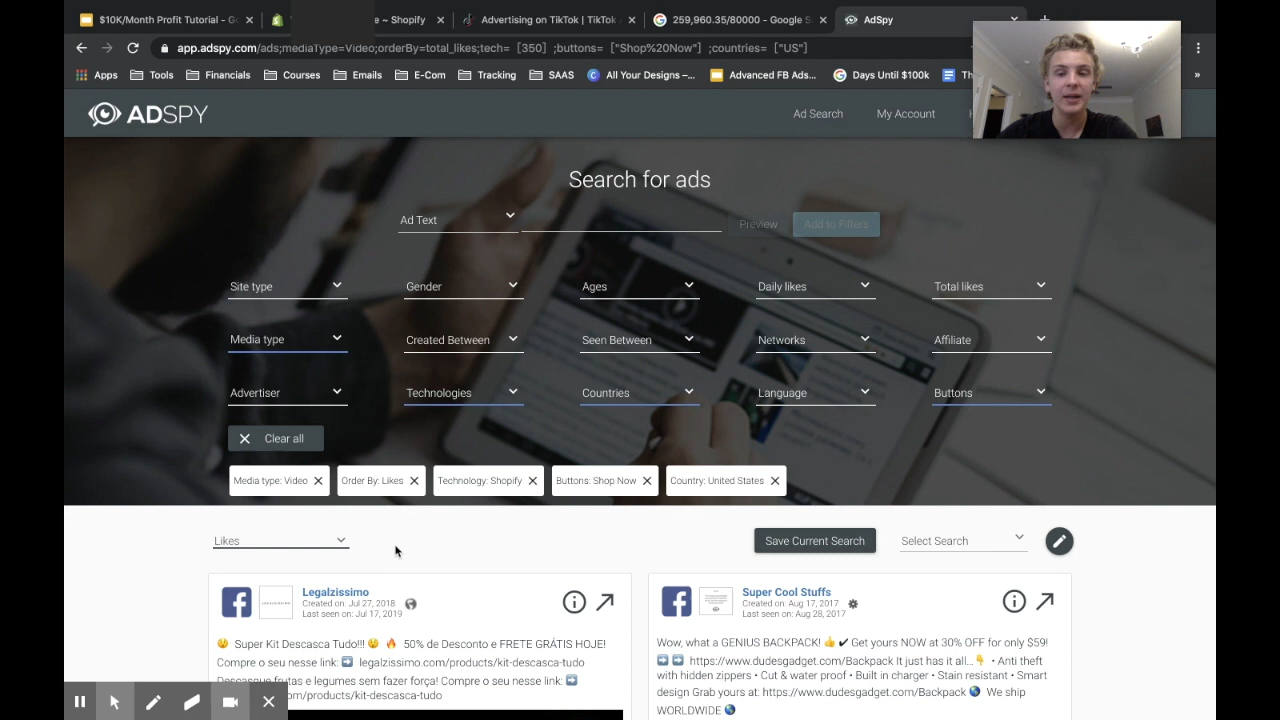 $10K/Month Profit Tutorial - G
e ~ Shopify
Advertising on TikTok | TikTok
259,960.35/80000 - Google S
AdSpy
app.adspy.com/ads;mediaType=Video;orderBy=total_likes;tech= [350] ;buttons= ["Shop%20Now"] ;countries= ["US"]
Apps
Tools
Financials
Courses
Emails
E-Com
Tracking
SAAS
All Your Designs –...
Advanced FB Ads...
Days Until $100k
ADSPY
Ad Search
My Account
Search for ads
Ad Text
Preview
Add to Filters
Site type
Gender
Ages
Daily likes
Total likes
Media type
Created Between
Seen Between
Networks
Affiliate
Advertiser
Technologies
Countries
Language
Buttons
Clear all
Media type: Video
Order By: Likes
Technology: Shopify
Buttons: Shop Now
Country: United States
Likes
Save Current Search
Select Search
Legalzissimo
Created on: Jul 27, 2018
Last seen on: Jul 17, 2019
😯 Super Kit Descasca Tudo!!! 😯 🔥 50% de Desconto e FRETE GRÁTIS HOJE!
Compre o seu nesse link: ➡️ legalzissimo.com/products/kit-descasca-tudo
Descasque frutas e legumes sem fazer força! Compre o seu nesse link: ➡️
.com/products/kit-descasca-tudo
Super Cool Stuffs
Created on: Aug 17, 2017
Last seen on: Aug 28, 2017
Wow, what a GENIUS BACKPACK! 👍 ✔ Get yours NOW at 30% OFF for only $59!
➡️ ➡️ https://www.dudesgadget.com/Backpack It just has it all...👇 • Anti theft
with hidden zippers • Cut & water proof • Built in charger • Stain resistant • Smart
design Grab yours at: https://www.dudesgadget.com/Backpack 🌎 We ship
WORLDWIDE 🌎